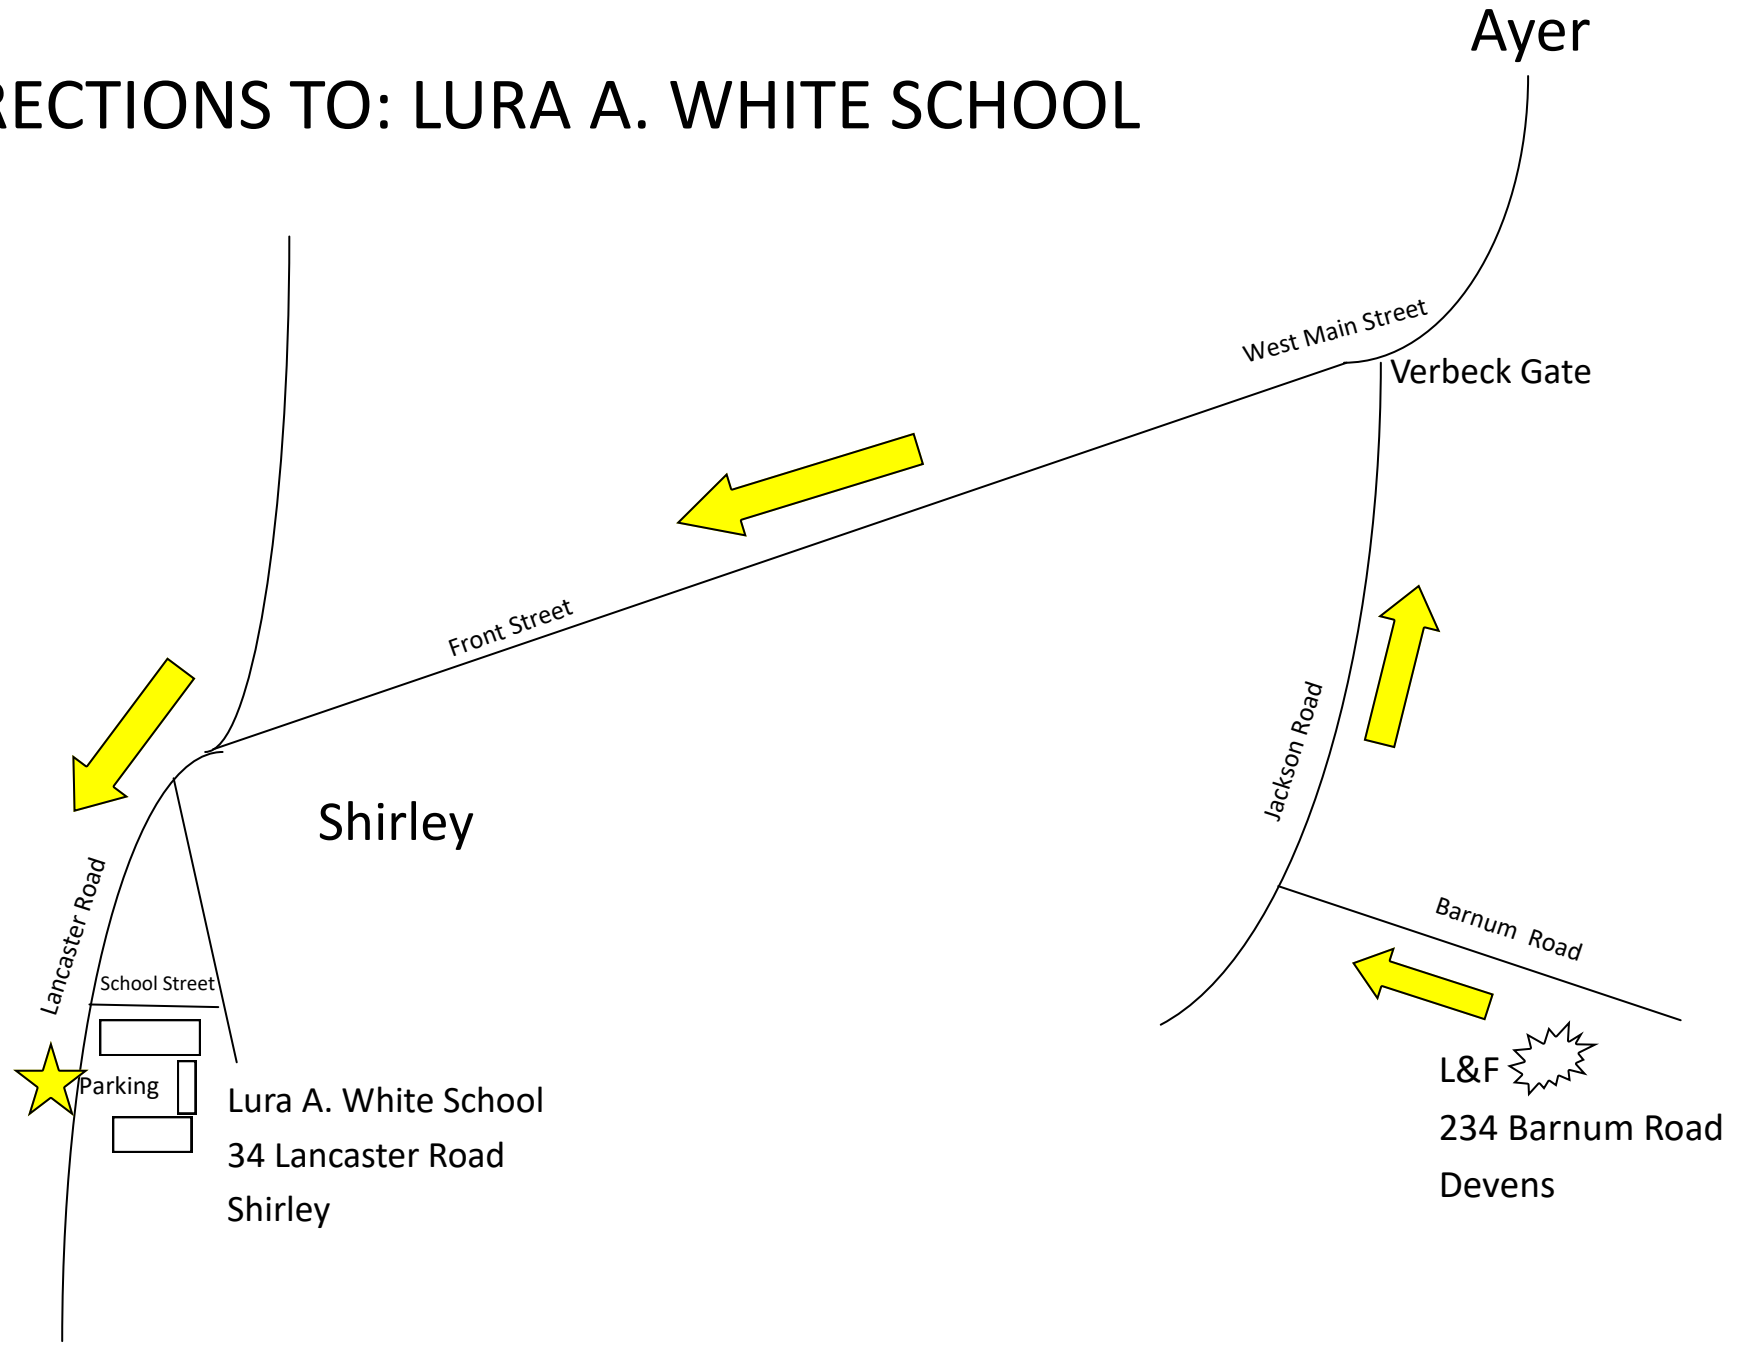 Ayer
RECTIONS TO: LURA A. WHITE SCHOOL
West Main Street
Verbeck Gate
Front Street
Jackson Road
Shirley
Lancaster Road
Barnum Road
School Street
Parking
Lura A. White School
34 Lancaster Road
Shirley
L&F
234 Barnum Road
Devens